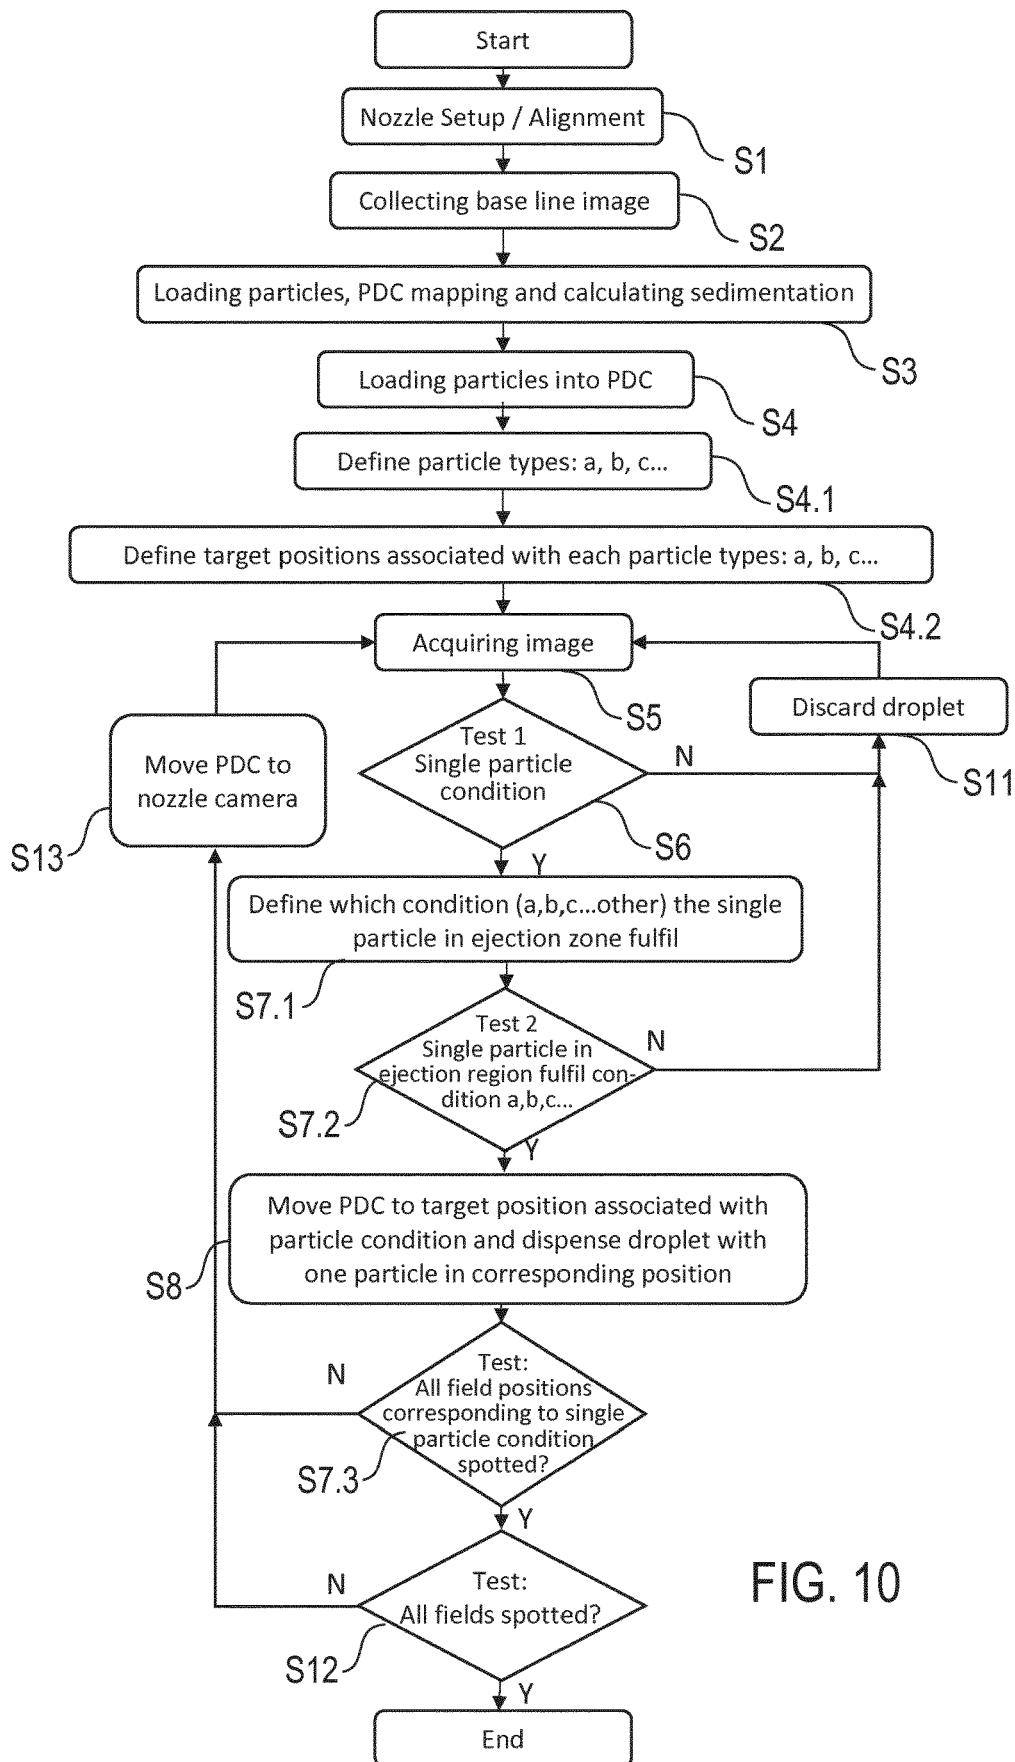 Start
Nozzle Setup / Alignment
S1
Collecting base line image
S2
Loading particles, PDC mapping and calculating sedimentation
S3
Loading particles into PDC
S4
Define particle types: a, b, c...
S4.1
Define target positions associated with each particle types: a, b, c...
S4.2
Acquiring image
S5
Discard droplet
S11
Move PDC to
nozzle camera
S13
Test 1
Single particle
condition
N
S6
Y
Define which condition (a,b,c...other) the single
particle in ejection zone fulfil
S7.1
Test 2
Single particle in
ejection region fulfil con-
dition a,b,c...
N
S7.2
Y
Move PDC to target position associated with
particle condition and dispense droplet with
one particle in corresponding position
S8
Test:
All field positions
corresponding to single
particle condition
spotted?
N
S7.3
Y
Test:
All fields spotted?
N
S12
Y
End
FIG. 10